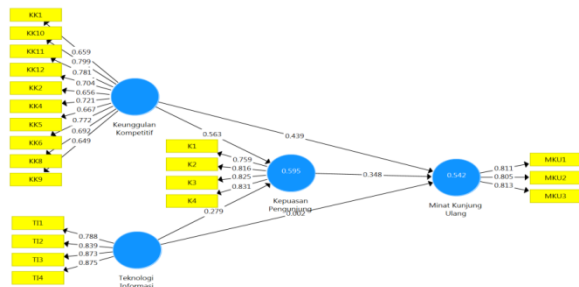 KK1
KK10
KK11
KK12
KK2
KK4
KK5
KK6
KK8
KK9
0.659
0.799
0.781
0.704
0.656
0.721
0.667
0.772
0.692
0.649
Keunggulan
Kompetitif
0.563
0.439
K1
K2
K3
K4
0.759
0.816
0.825
0.831
0.595
Kepuasan
Pengunjung
0.348
0.542
Minat Kunjung
Ulang
0.811
0.805
0.813
MKU1
MKU2
MKU3
0.279
0.002
TI1
TI2
TI3
TI4
0.788
0.839
0.873
0.875
Teknologi
Informasi